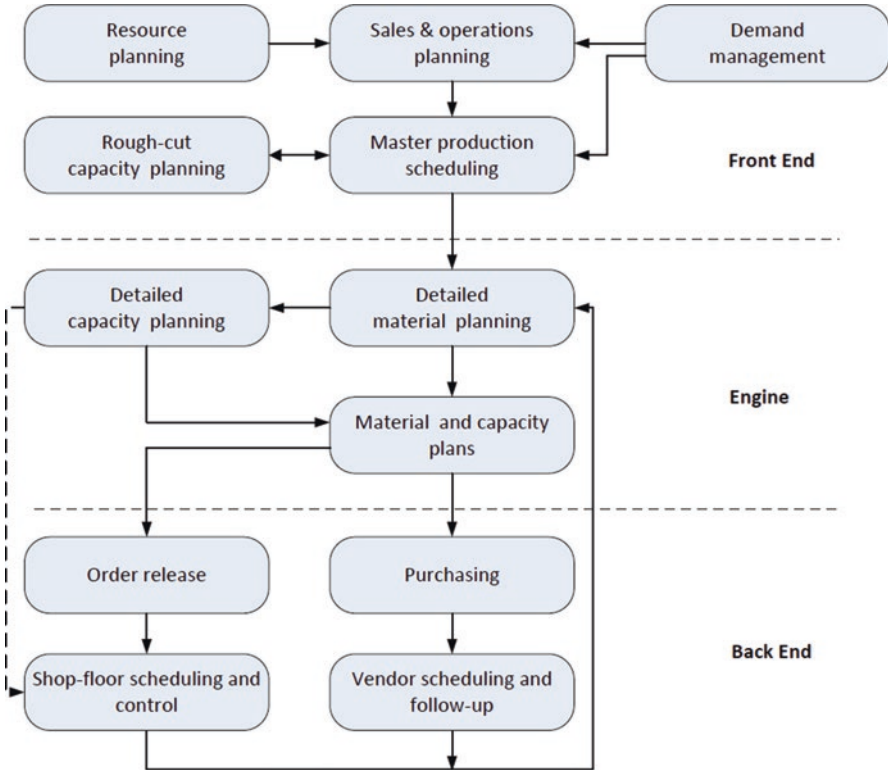 Resource
planning
Sales & operations
planning
Demand
management
Rough-cut
capacity planning
Master production
scheduling
Front End
Detailed
capacity planning
Detailed
material planning
Material and capacity
plans
Engine
Order release
Purchasing
Shop-floor scheduling and
control
Vendor scheduling and
follow-up
Back End